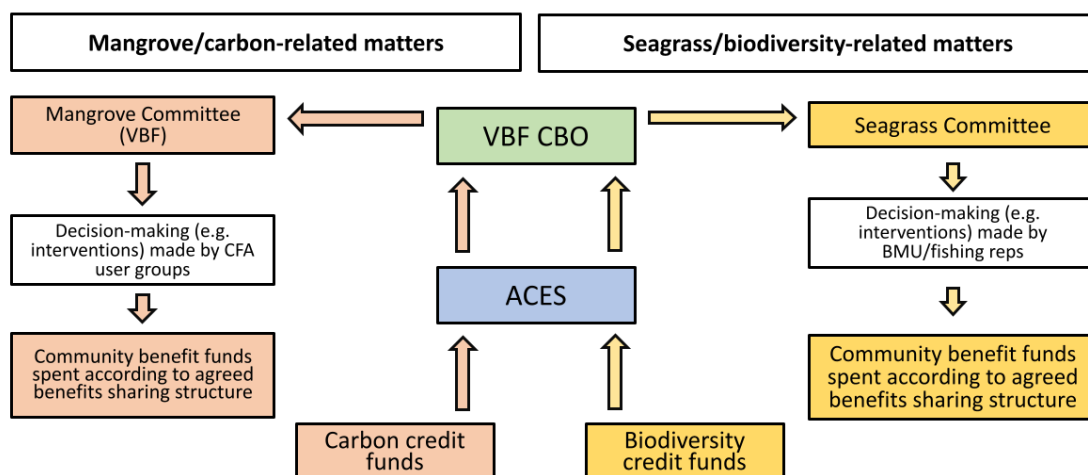 Mangrove/carbon-related matters
Seagrass/biodiversity-related matters
Mangrove Committee
(VBF)
VBF CBO
Seagrass Committee
Decision-making (e.g.
interventions) made by CFA
user groups
Decision-making (e.g.
interventions) made by
BMU/fishing reps
ACES
Community benefit funds
spent according to agreed
benefits sharing structure
Community benefit funds
spent according to agreed
benefits sharing structure
Carbon credit
funds
Biodiversity
credit funds